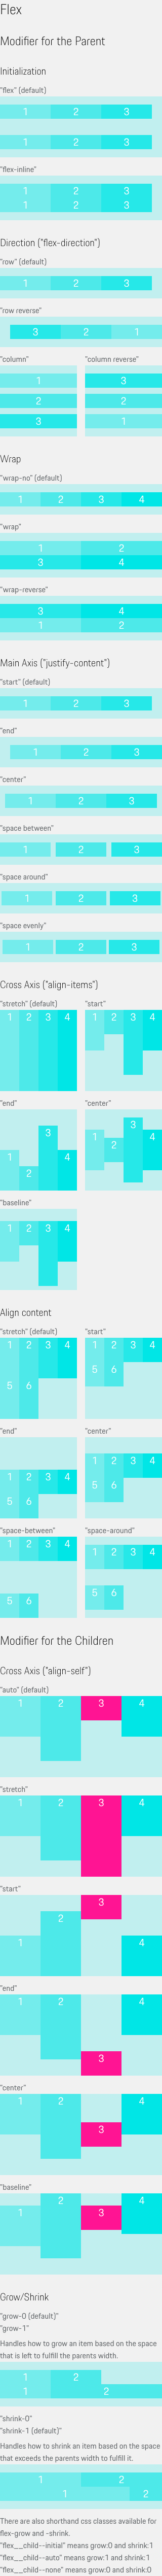 Flex
Modifier for the Parent
Initialization
"flex" (default)
1 2 3
1 2 3
"flex-inline"
1 2 3
1 2 3
Direction ("flex-direction")
"row" (default)
1 2 3
"row reverse"
3 2 1
"column" "column reverse"
1 3
2 2
3 1
Wrap
"wrap-no" (default)
1 2 3 4
"wrap"
1 2
3 4
"wrap-reverse"
3 4
1 2
Main Axis ("justify-content")
"start" (default)
1 2 3
"end"
1 2 3
"center"
1 2 3
"space between"
1 2 3
"space around"
1 2 3
"space evenly"
1 2 3
Cross Axis ("align-items")
"stretch" (default) "start"
1 2 3 4 1 2 3 4
"end" "center"
3 3
1 4 1 4
2 2
"baseline"
1 2 3 4
Align content
"stretch" (default) "start"
1 2 3 4 1 2 3 4
5 6 5 6
"end" "center"
1 2 3 4 1 2 3 4
5 6 5 6
"space-between" "space-around"
1 2 3 4 1 2 3 4
5 6 5 6
Modifier for the Children
Cross Axis ("align-self")
"auto" (default)
1 2 3 4
"stretch"
1 2 3 4
"start"
3
2
1 4
"end"
1 2 4
3
"center"
1 2 4
3
"baseline"
2 4
1 3
Grow/Shrink
"grow-0 (default)"
"grow-1"
Handles how to grow an item based on the space
that is left to fulfill the parents width.
1 2
1 2
"shrink-0"
"shrink-1 (default)"
Handles how to shrink an item based on the space
that exceeds the parents width to fulfill it.
1 2
1 2
There are also shorthand css classes available for
flex-grow and -shrink.
"flex__child--initial" means grow:0 and shrink:1
"flex__child--auto" means grow:1 and shrink:1
"flex__child--none" means grow:0 and shrink:0